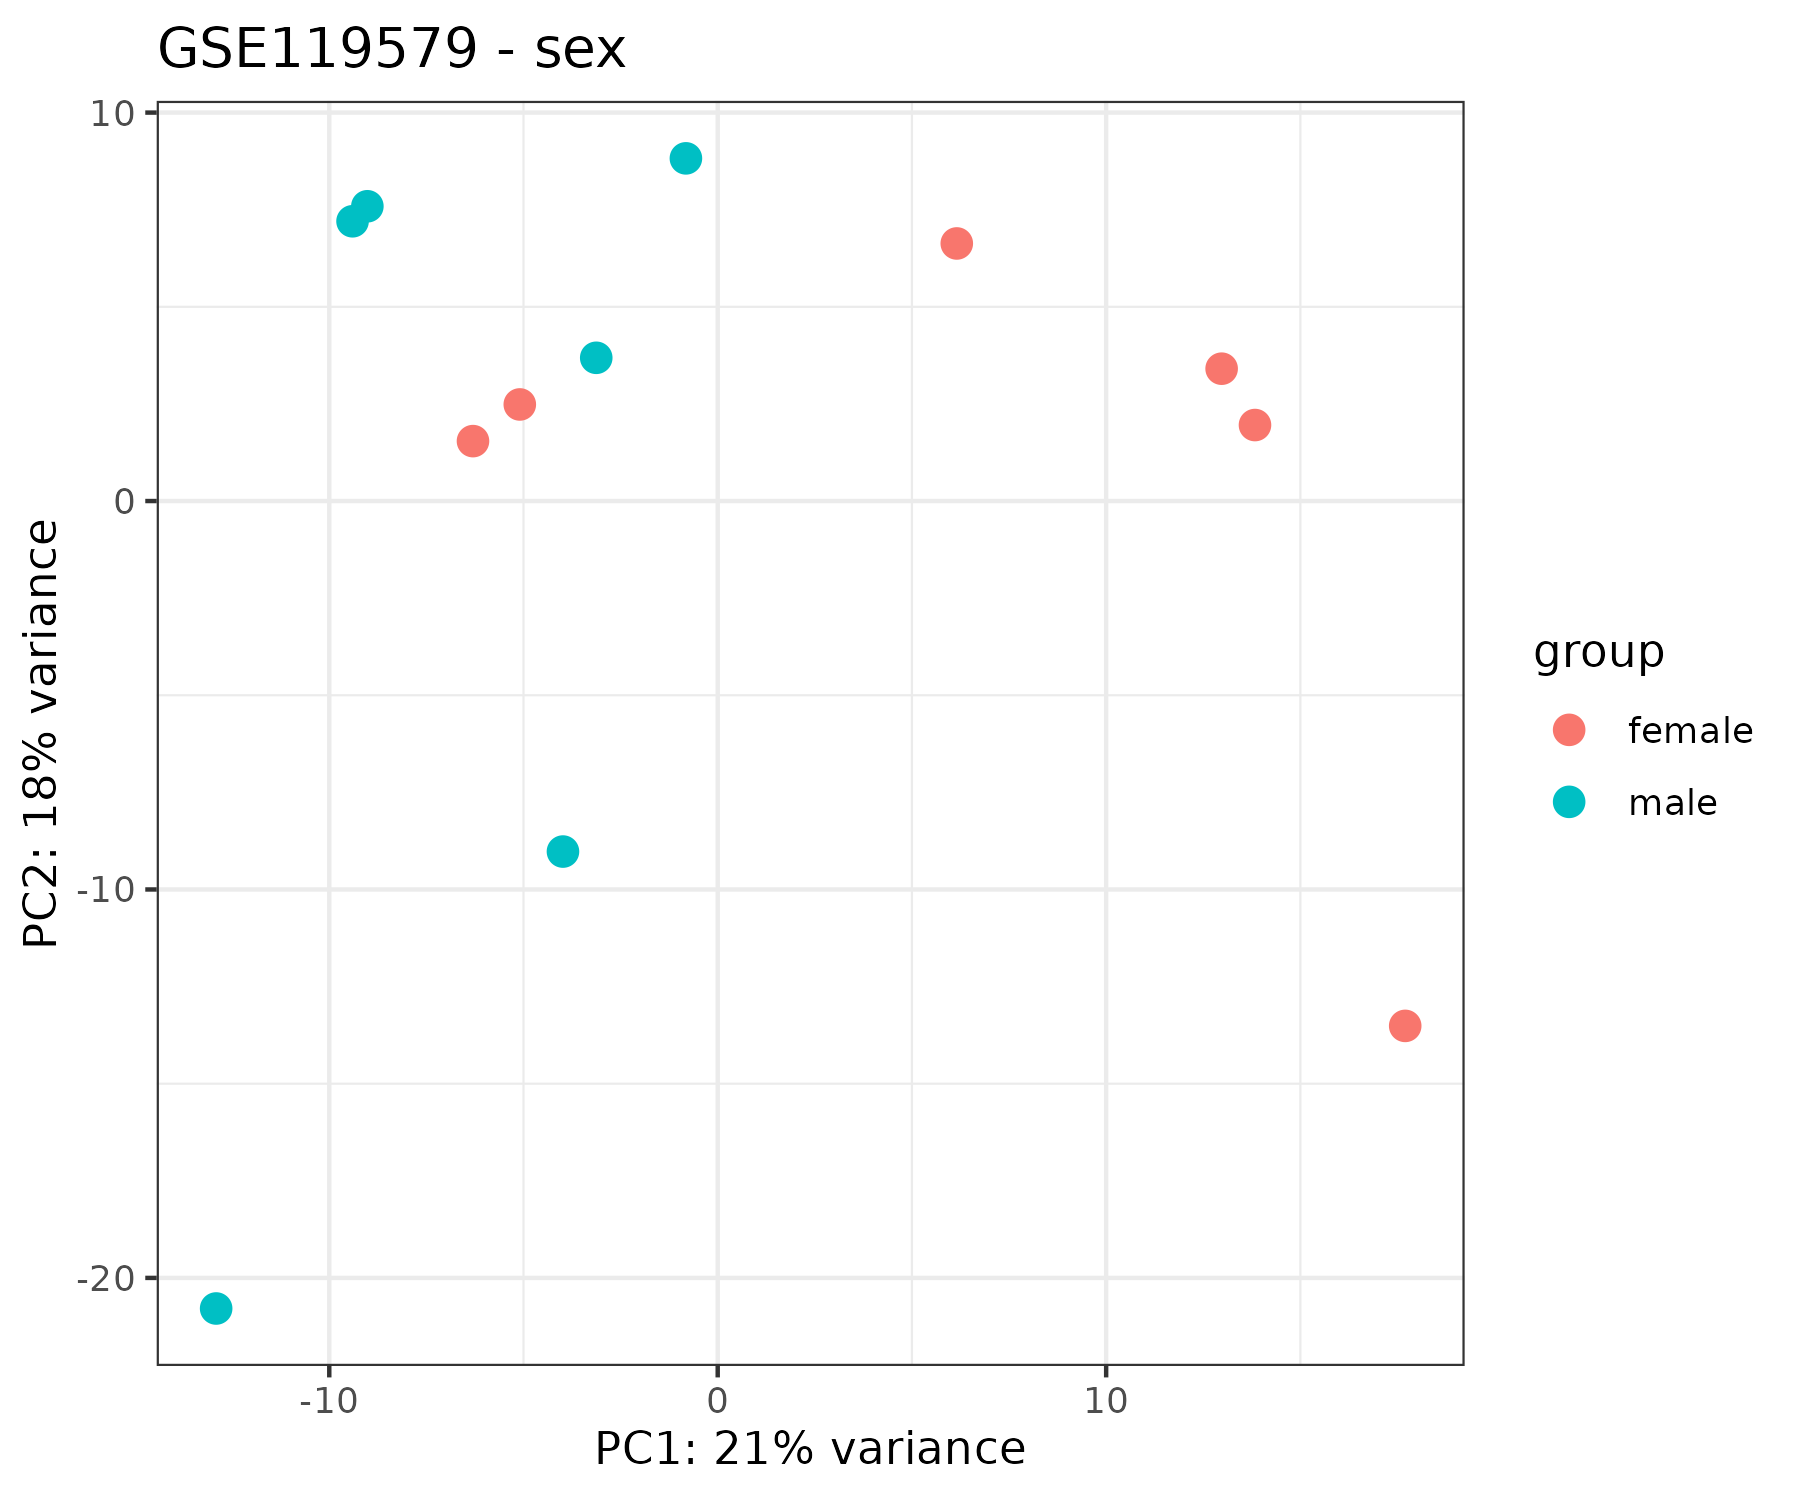 GSE119579 - sex
10
0
-10
-20
PC2: 18% variance
-10
0
10
PC1: 21% variance
group
female
male